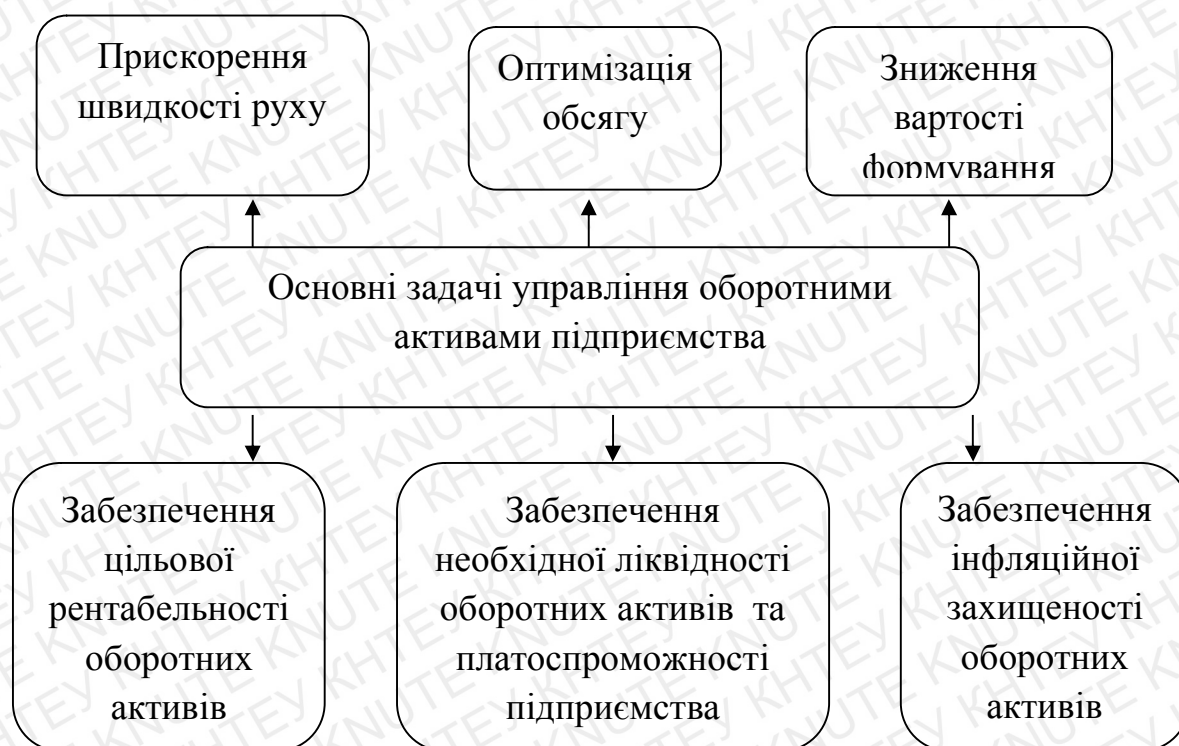 Прискорення
швидкості руху
Оптимізація
обсягу
Зниження
вартості
формування
Основні задачі управління оборотними
активами підприємства
Забезпечення
цільової
рентабельності
оборотних
активів
Забезпечення
необхідної ліквідності
оборотних активів та
платоспроможності
підприємства
Забезпечення
інфляційної
захищеності
оборотних
активів